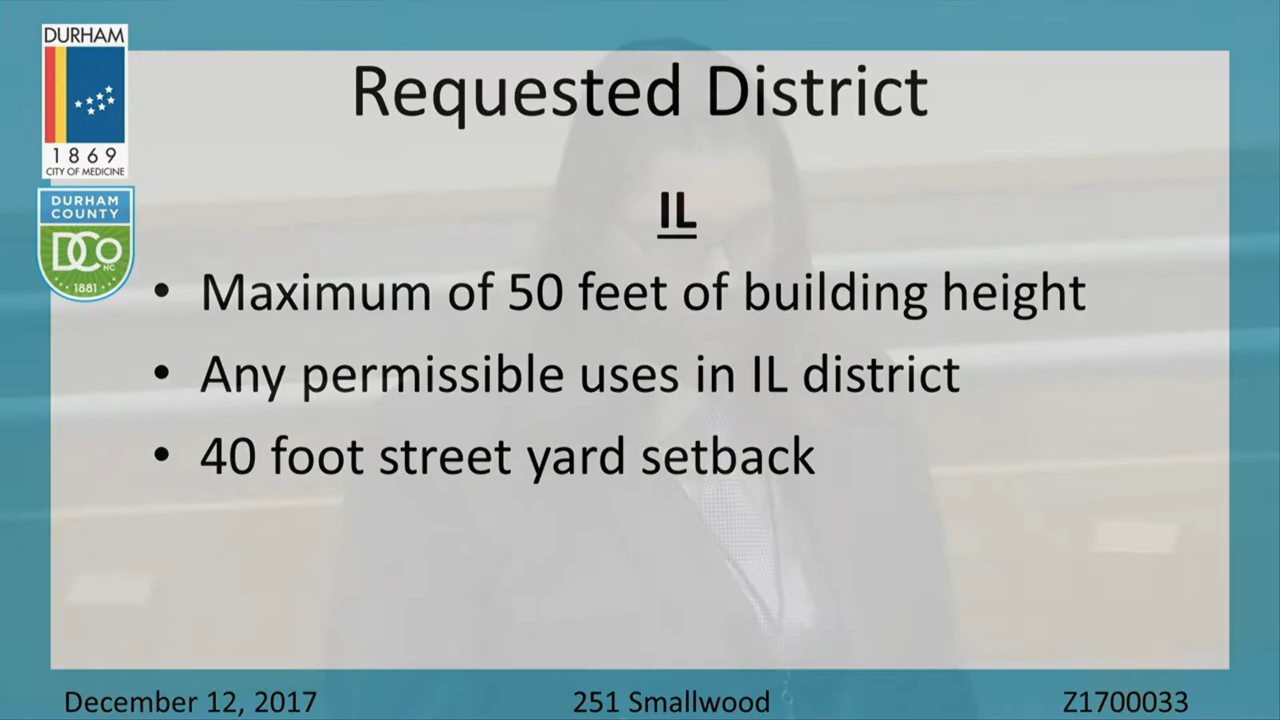 DURHAM
1869
CITY OF MEDICINE
DURHAM
COUNTY
DCo
NC
1881
Requested District
IL
• Maximum of 50 feet of building height
• Any permissible uses in IL district
• 40 foot street yard setback
December 12, 2017 251 Smallwood Z1700033